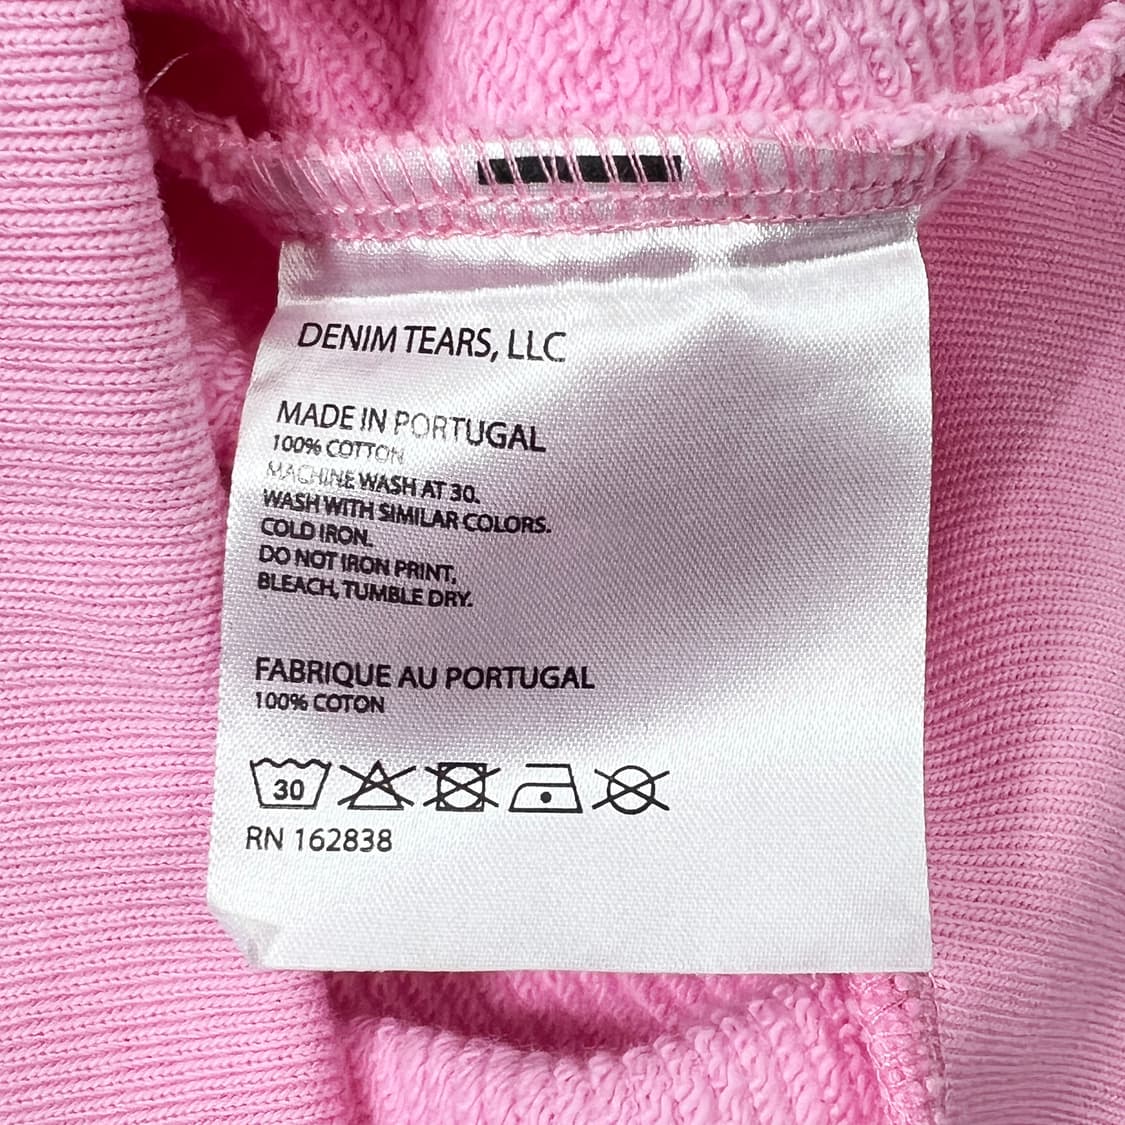 DENIM TEARS, LLC
MADE IN PORTUGAL
100% COTTON
MACHINE WASH AT 30.
WASH WITH SIMILAR COLORS.
COLD IRON.
DO NOT IRON PRINT,
BLEACH, TUMBLE DRY.
FABRIQUE AU PORTUGAL
100% COTON
30
RN 162838